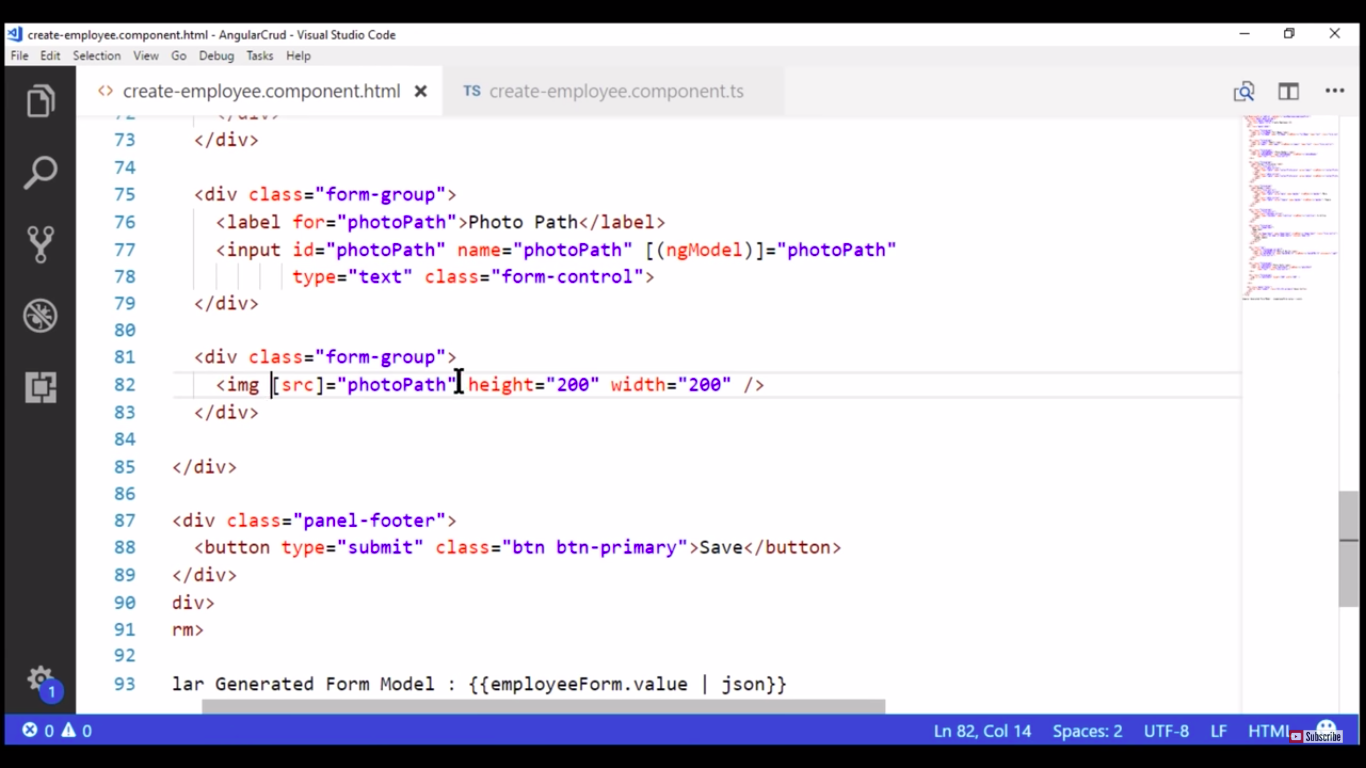 create-employee.component.html - AngularCrud - Visual Studio Code
File Edit Selection View Go Debug Tasks Help
<> create-employee.component.html × TS create-employee.component.ts
72 </div>
73 </div>
74
75 <div class="form-group">
76 <label for="photoPath">Photo Path</label>
77 <input id="photoPath" name="photoPath" [(ngModel)]="photoPath"
78 type="text" class="form-control">
79 </div>
80
81 <div class="form-group">
82 <img [src]="photoPath" height="200" width="200" />
83 </div>
84
85 </div>
86
87 <div class="panel-footer">
88 <button type="submit" class="btn btn-primary">Save</button>
89 </div>
90 div>
91 rm>
92
93 lar Generated Form Model : {{employeeForm.value | json}}
1
0 0 Ln 82, Col 14 Spaces: 2 UTF-8 LF HTML
Subscribe